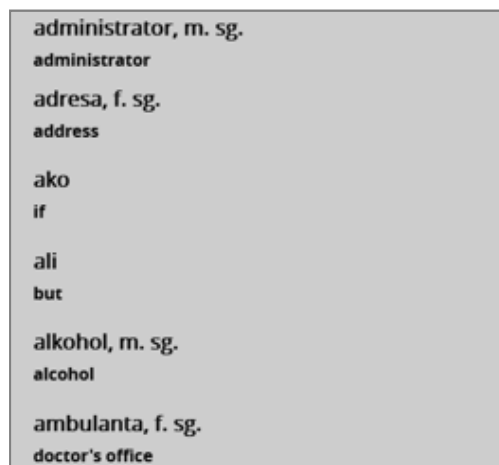 administrator, m. sg.
administrator
adresa, f. sg.
address
ako
if
ali
but
alkohol, m. sg.
alcohol
ambulanta, f. sg.
doctor's office